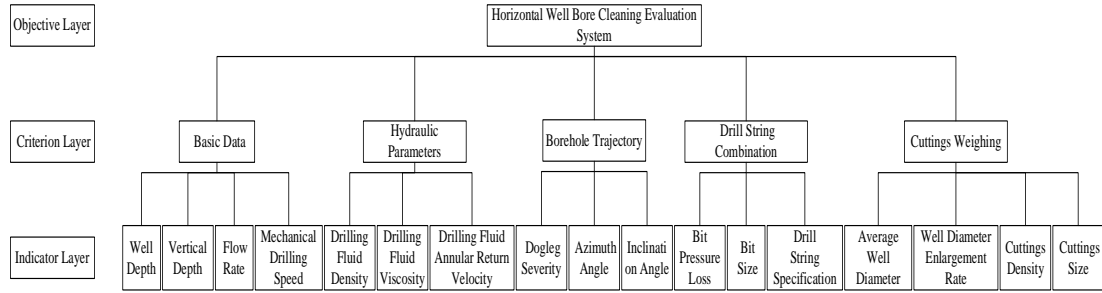 Objective Layer
Horizontal Well Bore Cleaning Evaluation
System
Criterion Layer
Basic Data
Hydraulic
Parameters
Borehole Trajectory
Drill String
Combination
Cuttings Weighing
Indicator Layer
Well
Depth
Vertical
Depth
Flow
Rate
Mechanical
Drilling
Speed
Drilling
Fluid
Density
Drilling
Fluid
Viscosity
Drilling Fluid
Annular Return
Velocity
Dogleg
Severity
Azimuth
Angle
Inclinati
on Angle
Bit
Pressure
Loss
Bit
Size
Drill
String
Specification
Average
Well
Diameter
Well Diameter
Enlargement
Rate
Cuttings
Density
Cuttings
Size